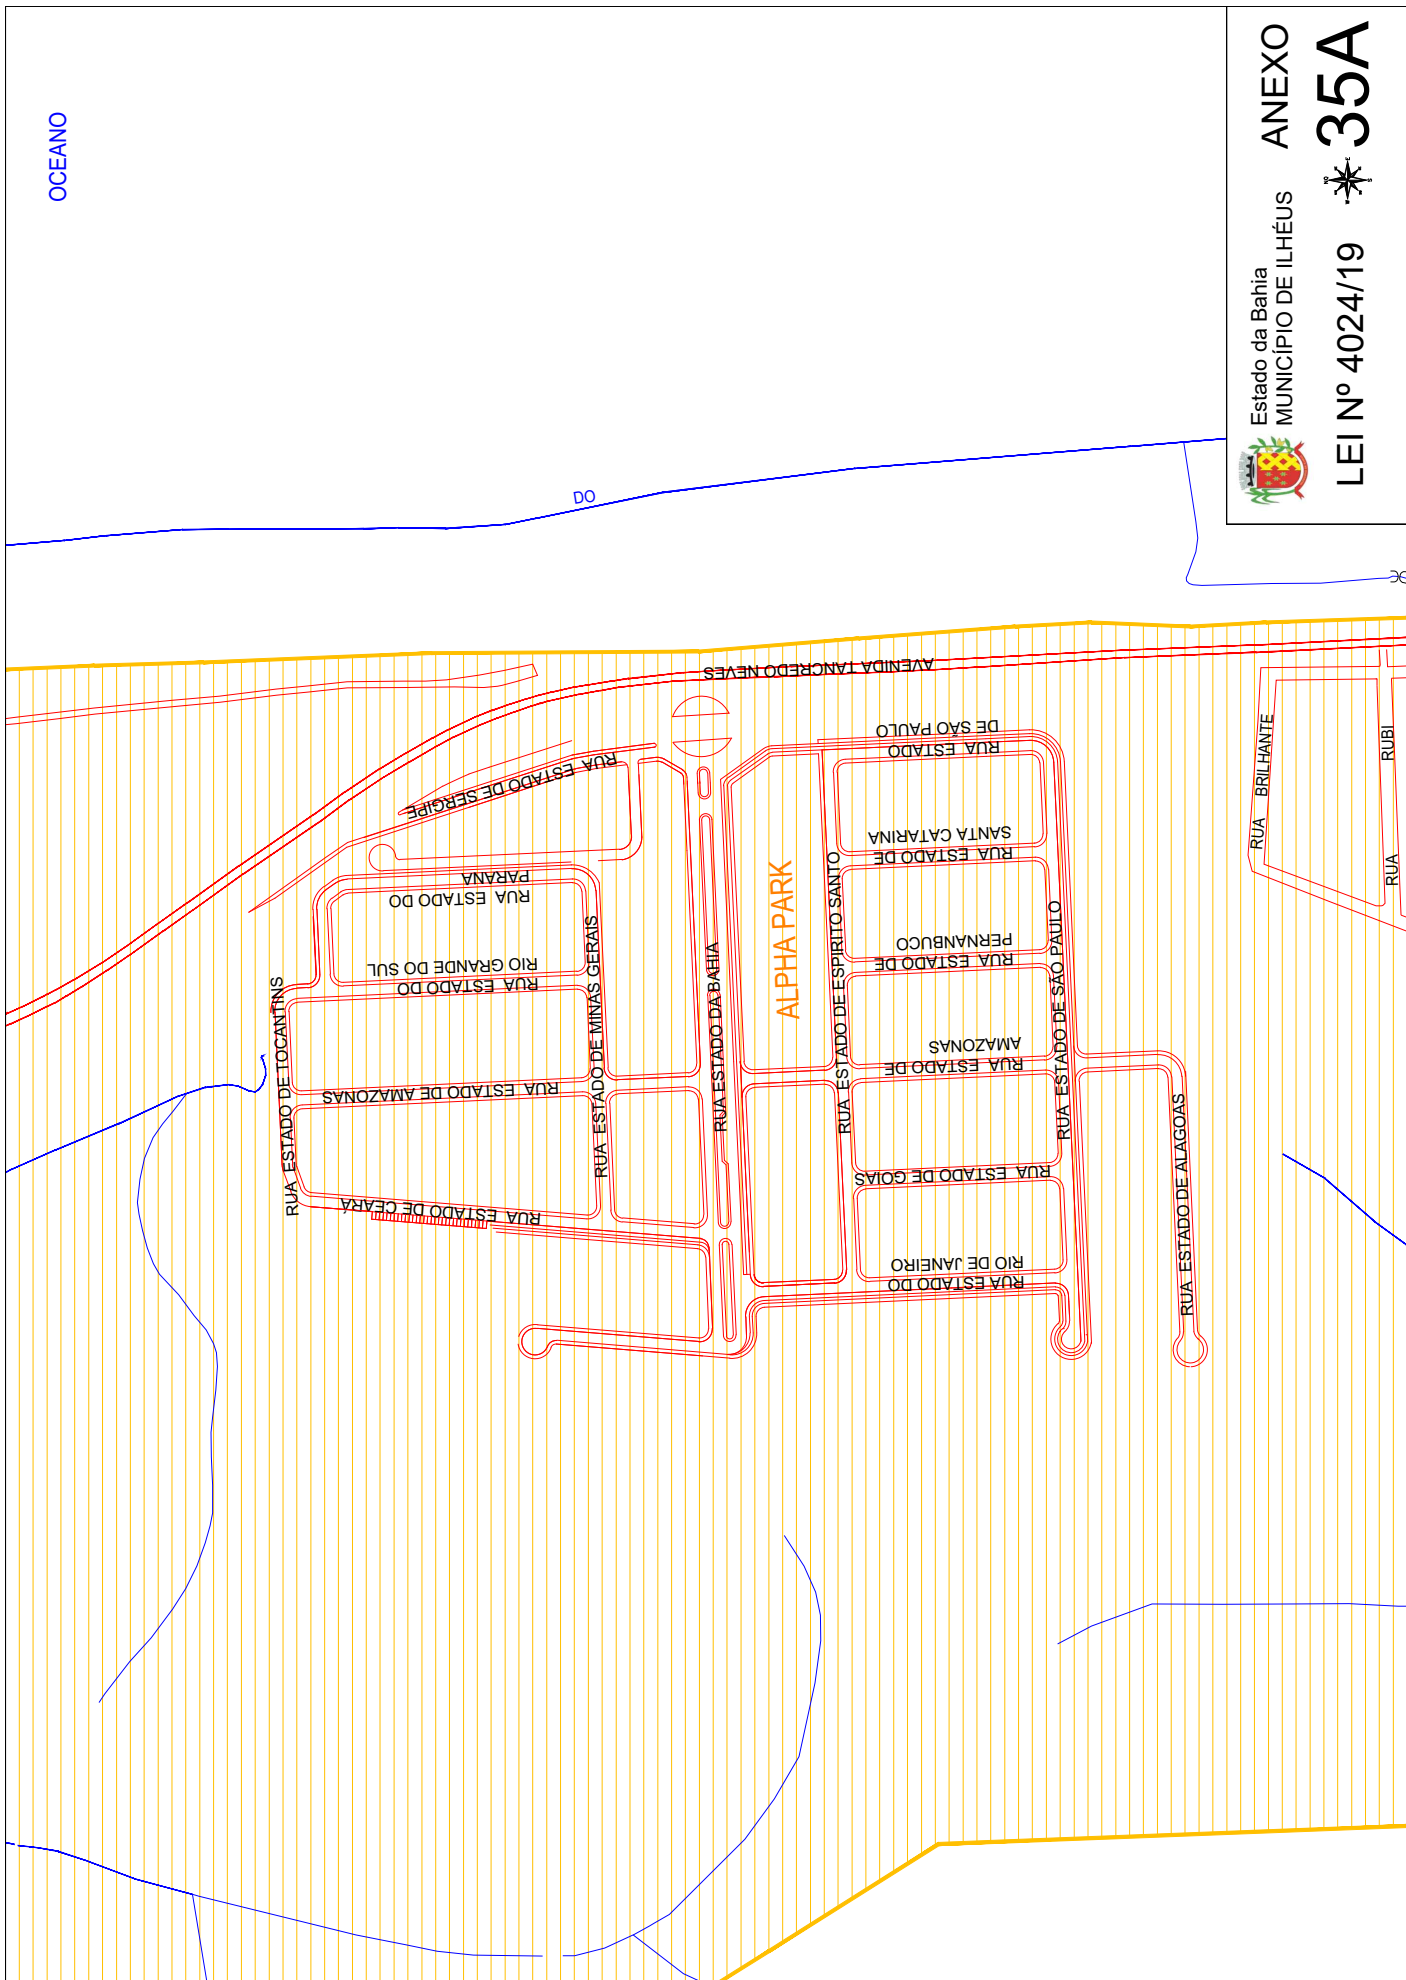 OCEANO
DO
Estado da Bahia
MUNICÍPIO DE ILHÉUS
ANEXO
LEI Nº 4024/19
35A
AVENIDA TANCREDO NEVES
RUA ESTADO DE SERGIPE
RUA ESTADO DO
PARANA
RUA ESTADO DO
RIO GRANDE DO SUL
RUA ESTADO DE TOCANTINS
RUA ESTADO DE AMAZONAS
RUA ESTADO DE MINAS GERAIS
RUA ESTADO DE CEARÁ
RUA ESTADO DA BAHIA
ALPHA PARK
RUA ESTADO
DE SÃO PAULO
RUA ESTADO DE
SANTA CATARINA
RUA ESTADO DE ESPIRITO SANTO
RUA ESTADO DE
PERNANBUCO
RUA ESTADO DE
AMAZONAS
RUA ESTADO DE SÃO PAULO
RUA ESTADO DE GOIAS
RUA ESTADO DO
RIO DE JANEIRO
RUA ESTADO DE ALAGOAS
RUA BRILHANTE
RUA RUBI